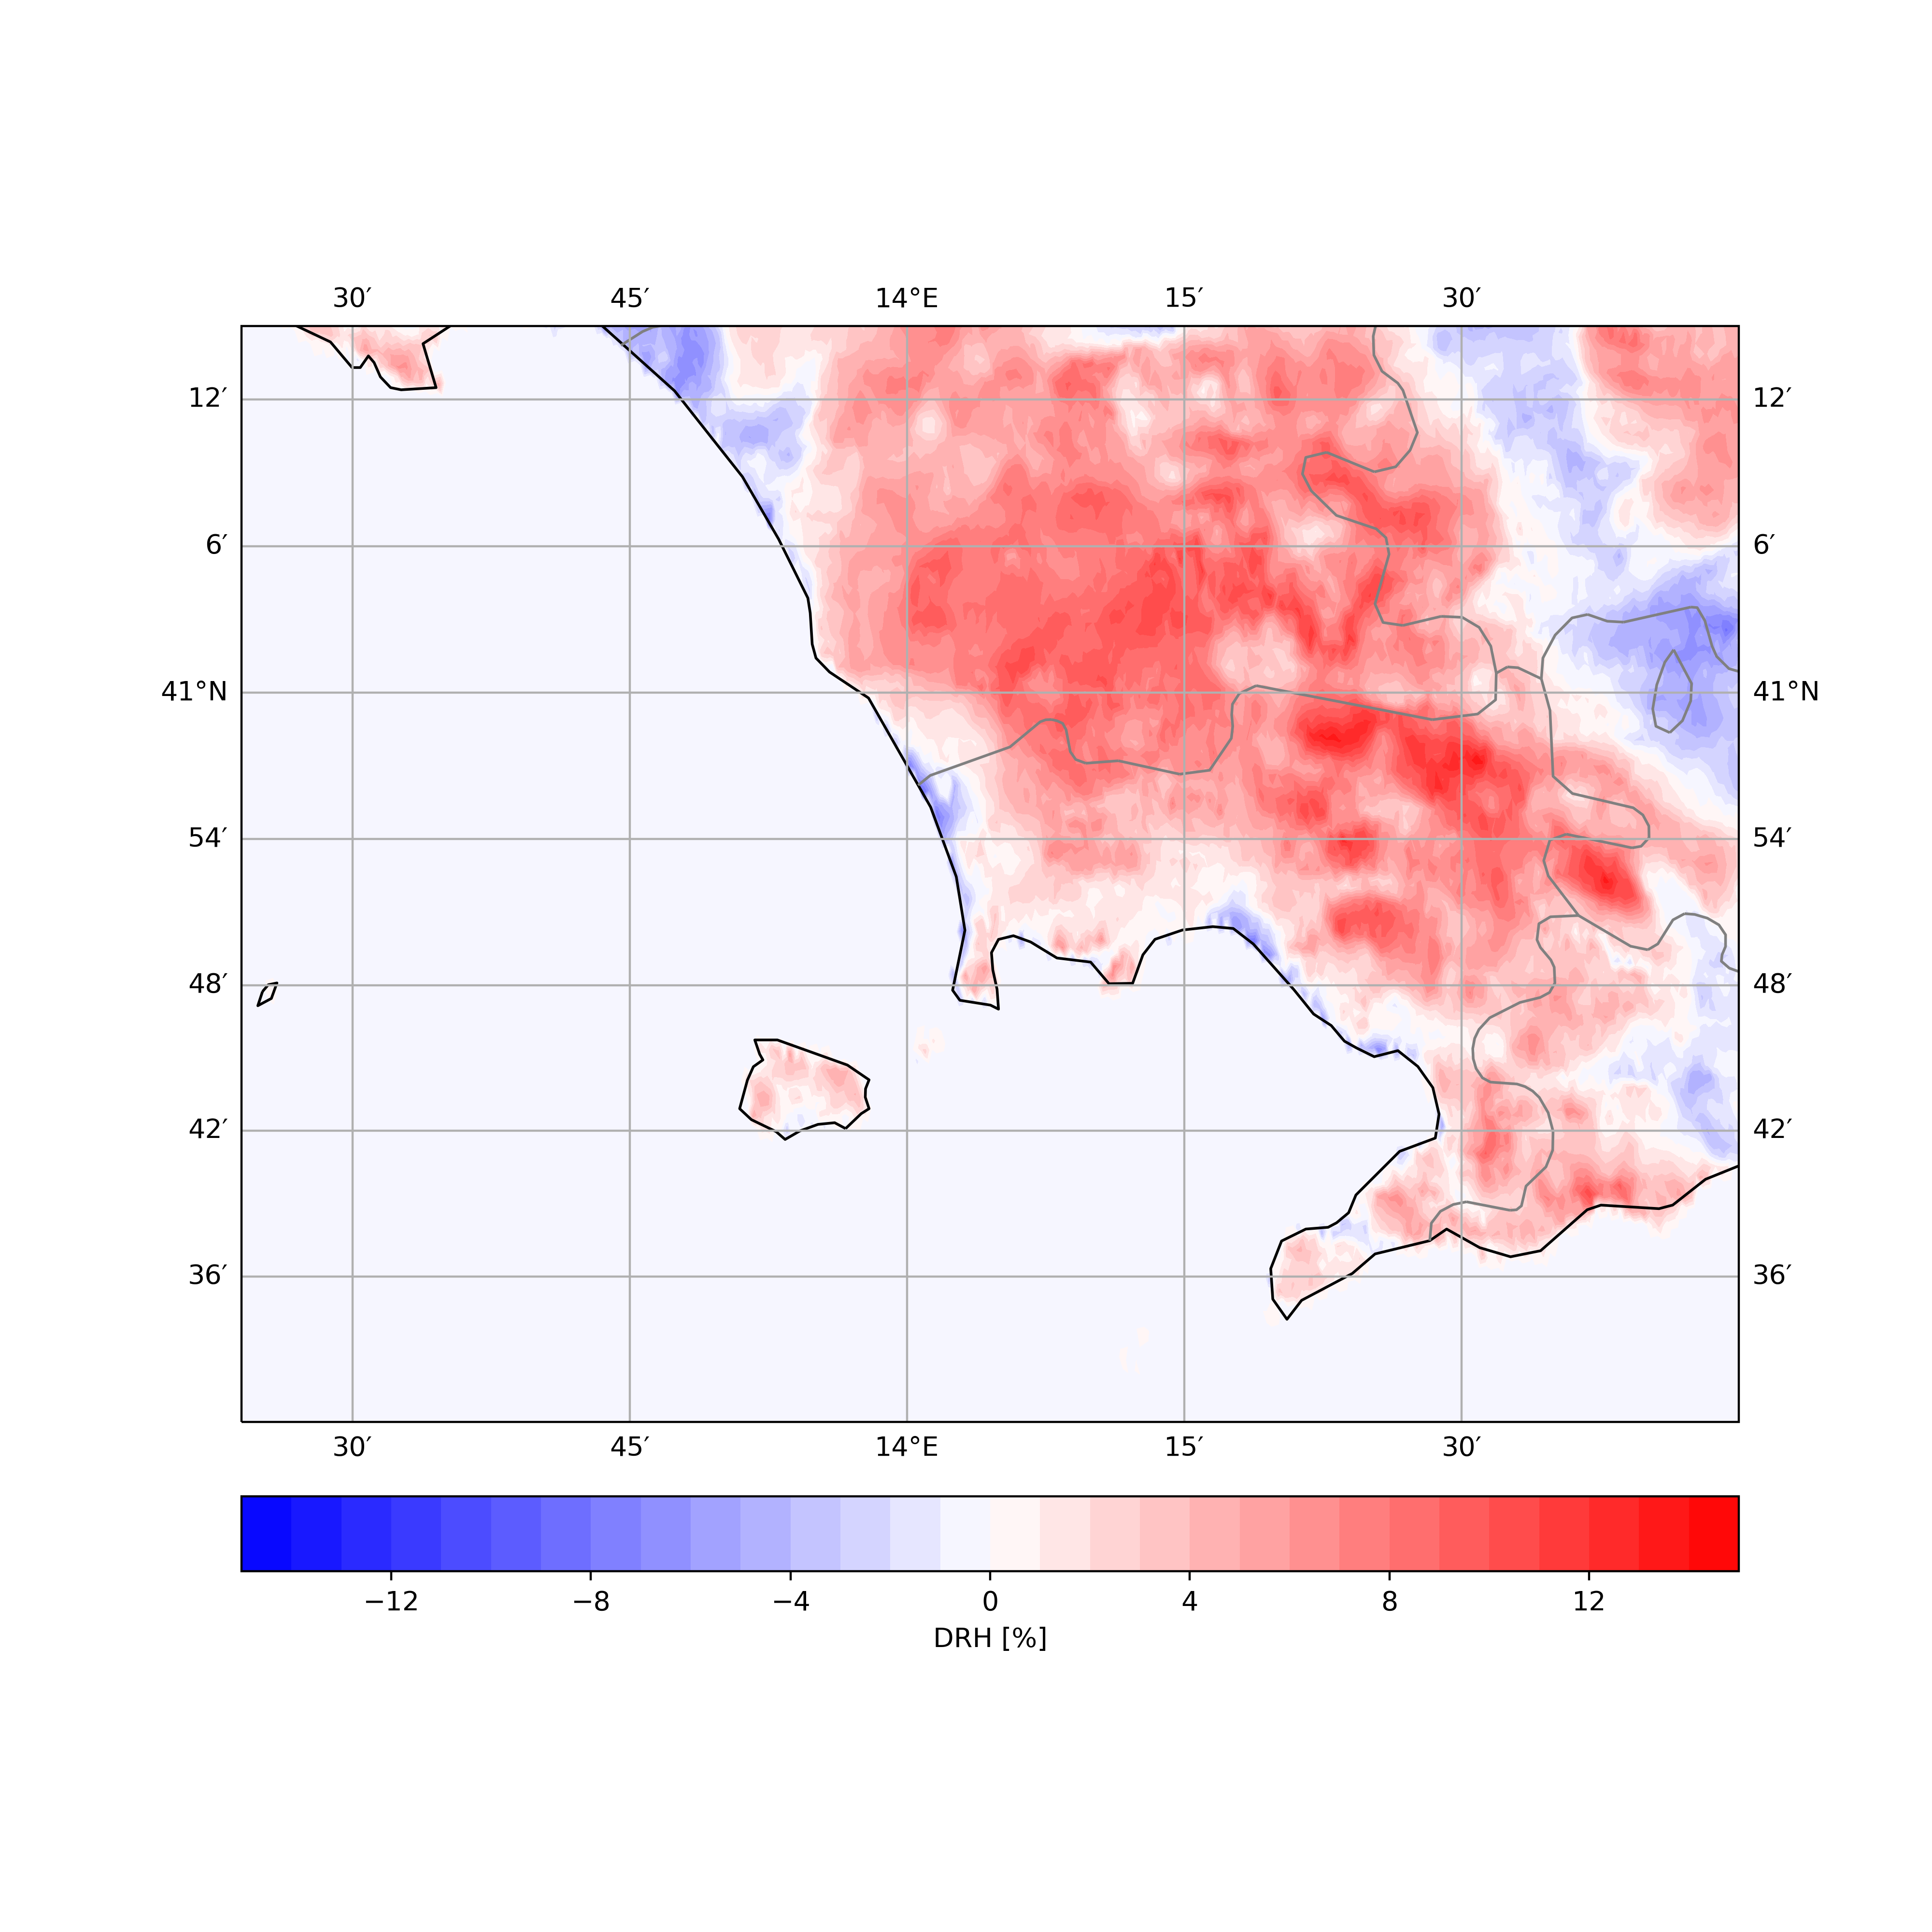 30′ 45′ 14°E 15′ 30′
12′ 12′
6′ 6′
41°N 41°N
54′ 54′
48′ 48′
42′ 42′
36′ 36′
30′ 45′ 14°E 15′ 30′
−12 −8 −4 0 4 8 12
DRH [%]